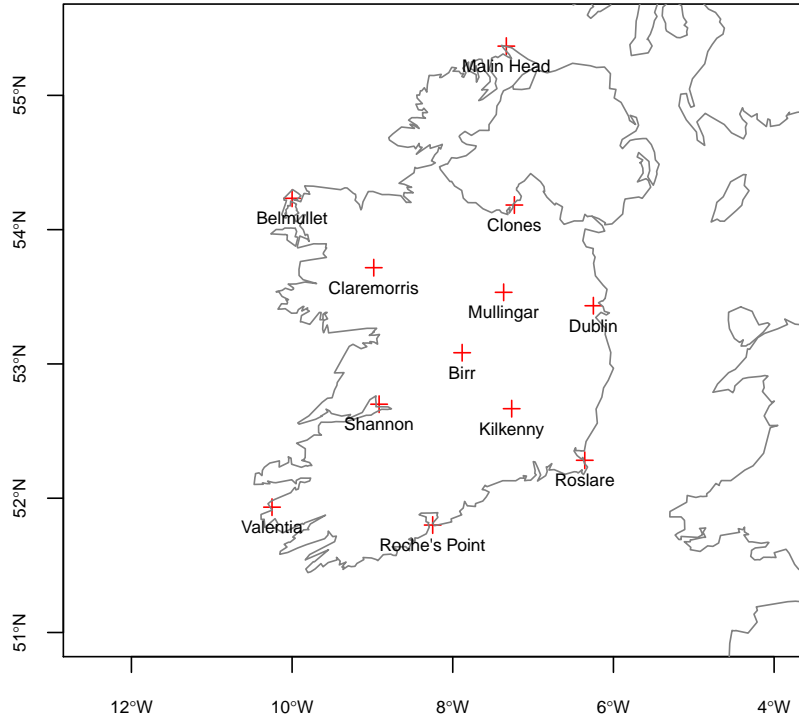 Malin Head
55°N
Belmullet
Clones
54°N
Claremorris
Mullingar
Dublin
53°N
Birr
Shannon
Kilkenny
Roslare
52°N
Valentia
Roche's Point
51°N
12°W
10°W
8°W
6°W
4°W